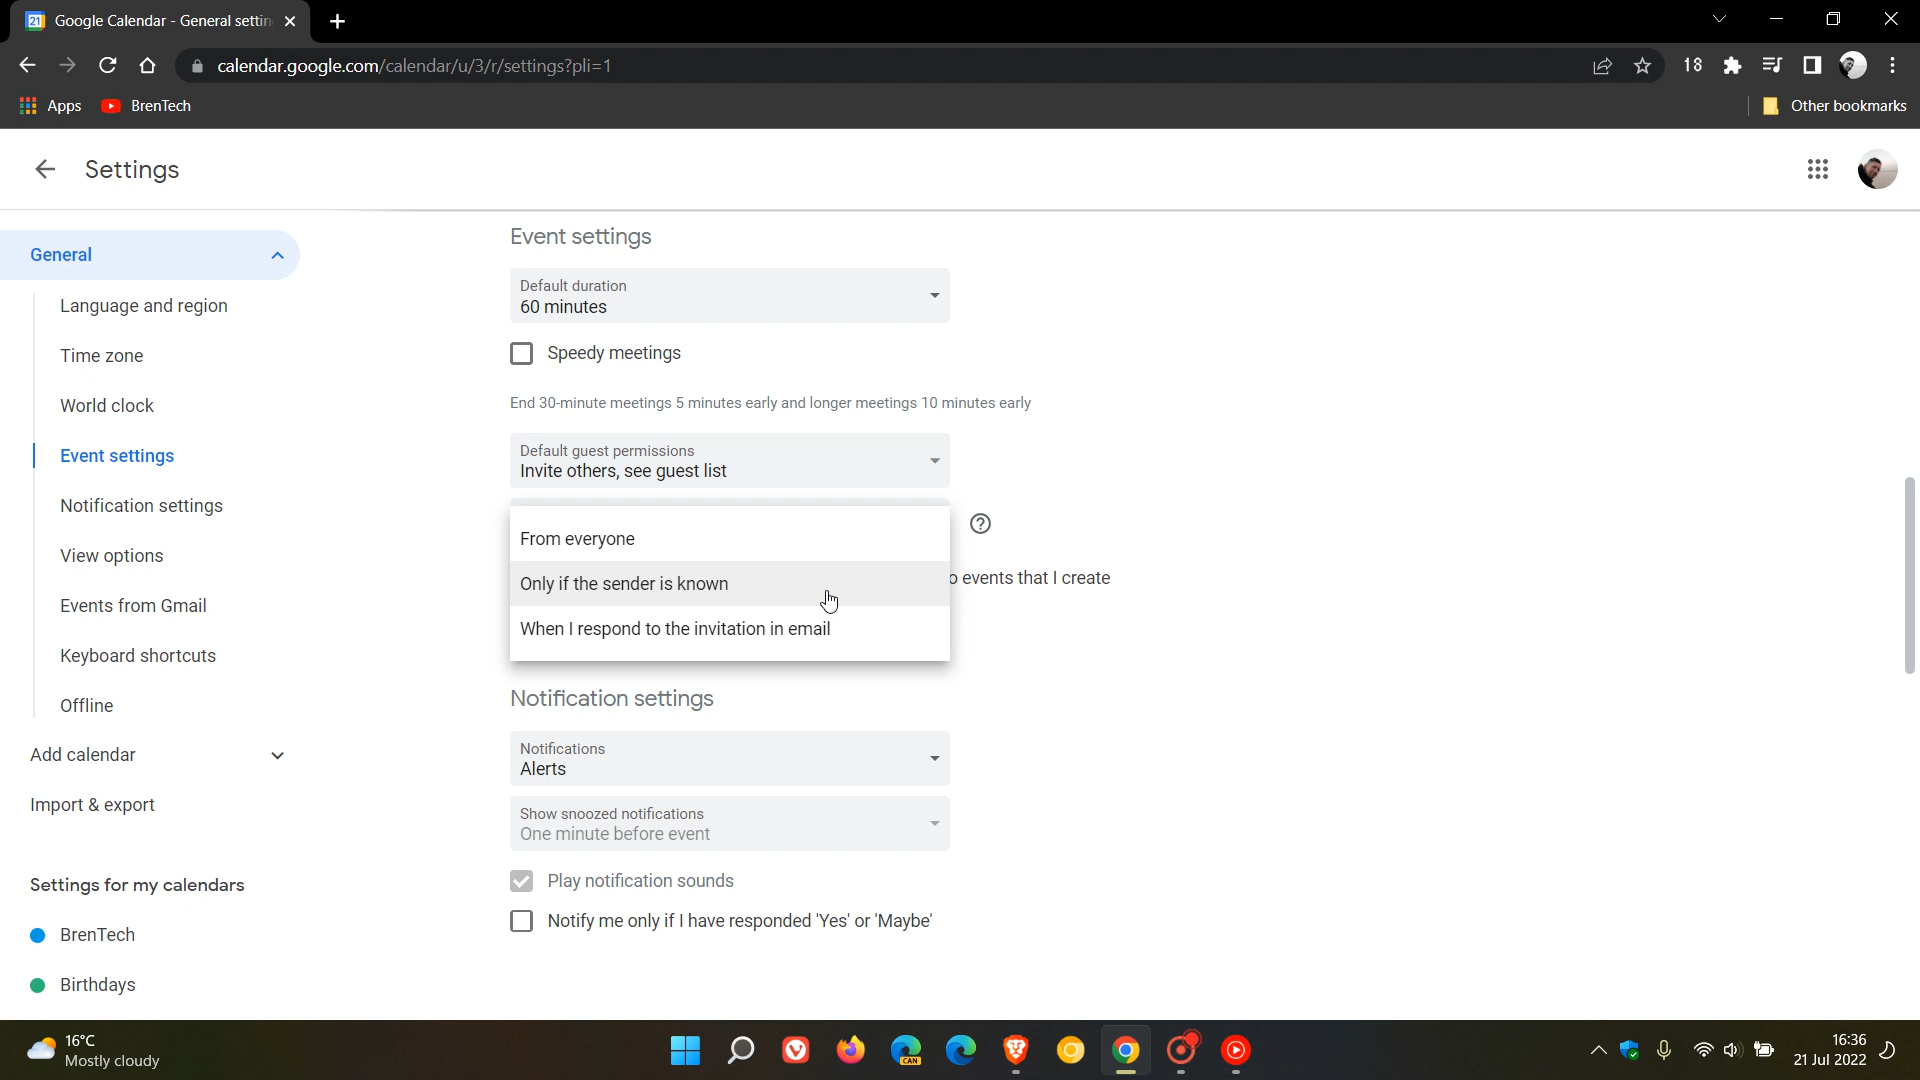 Google Calendar - General settin
calendar.google.com/calendar/u/3/r/settings?pli=1
18
Apps
BrenTech
Other bookmarks
Settings
General
Language and region
Time zone
World clock
Event settings
Notification settings
View options
Events from Gmail
Keyboard shortcuts
Offline
Add calendar
Import & export
Settings for my calendars
BrenTech
Birthdays
Event settings
Default duration
60 minutes
Speedy meetings
End 30-minute meetings 5 minutes early and longer meetings 10 minutes early
Default guest permissions
Invite others, see guest list
From everyone
Only if the sender is known
When I respond to the invitation in email
o events that I create
Notification settings
Notifications
Alerts
Show snoozed notifications
One minute before event
Play notification sounds
Notify me only if I have responded 'Yes' or 'Maybe'
16°C
Mostly cloudy
CAN
16:36
21 Jul 2022